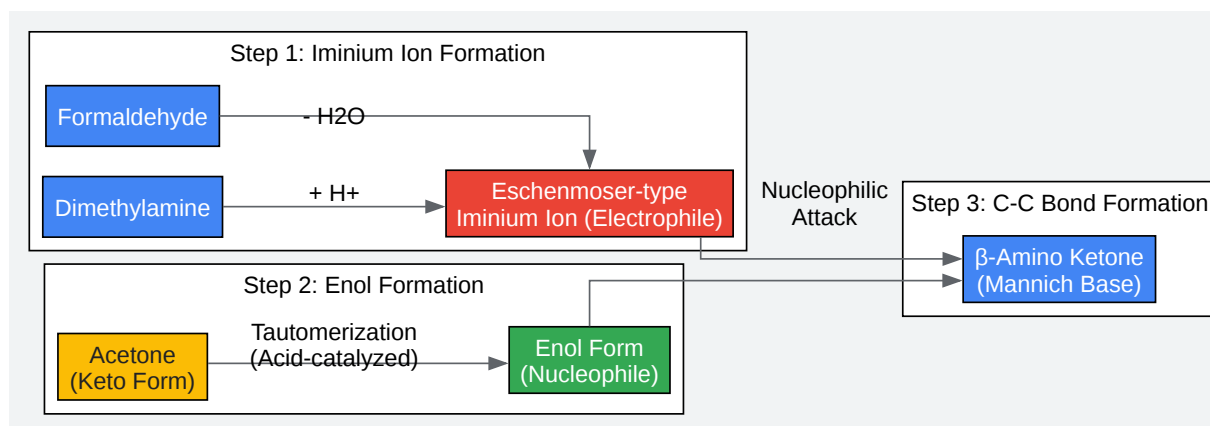 Step 1: Iminium Ion Formation
Formaldehyde
- H2O
Dimethylamine
+ H+
Eschenmoser-type
Iminium Ion (Electrophile)
Nucleophilic
Attack
Step 2: Enol Formation
Acetone
(Keto Form)
Tautomerization
(Acid-catalyzed)
Enol Form
(Nucleophile)
Step 3: C-C Bond Formation
β-Amino Ketone
(Mannich Base)